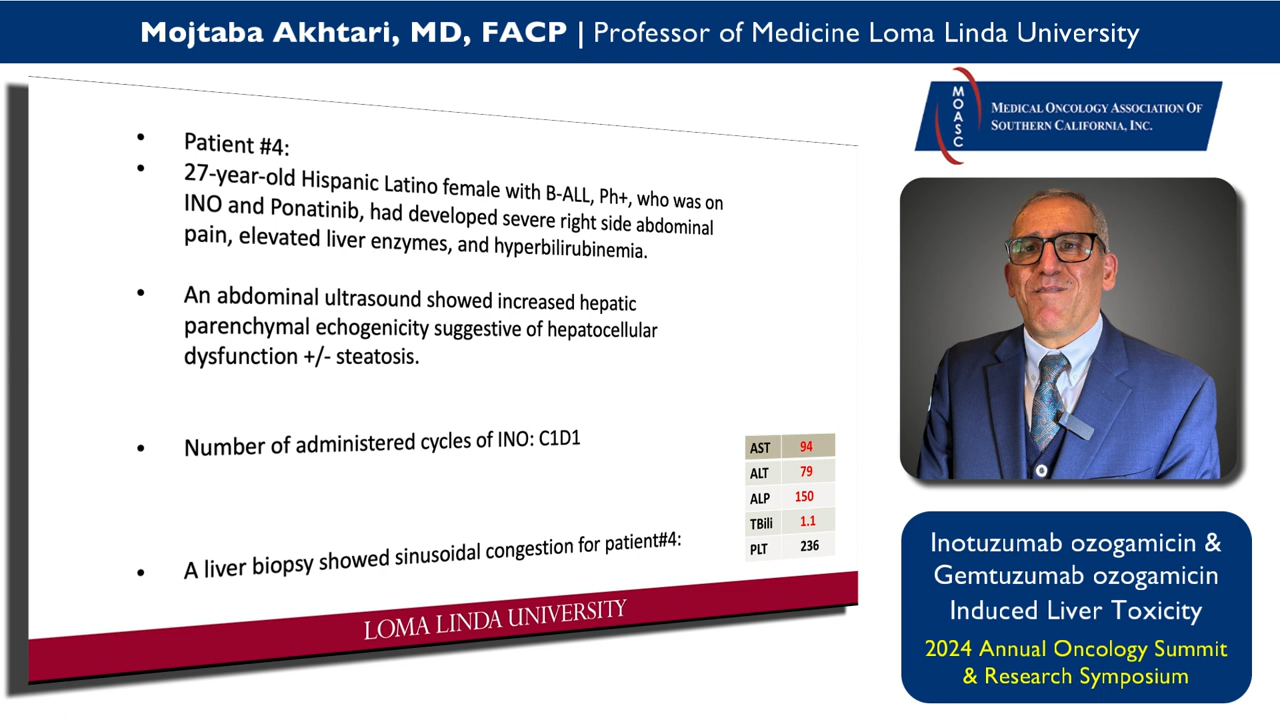 Mojtaba Akhtari, MD, FACP | Professor of Medicine Loma Linda University
• Patient #4:
• 27-year-old Hispanic Latino female with B-ALL, Ph+, who was on
INO and Ponatinib, had developed severe right side abdominal
pain, elevated liver enzymes, and hyperbilirubinemia.
• An abdominal ultrasound showed increased hepatic
parenchymal echogenicity suggestive of hepatocellular
dysfunction +/- steatosis.
• Number of administered cycles of INO: C1D1
AST 94
ALT 79
ALP 150
TBili 1.1
PLT 236
• A liver biopsy showed sinusoidal congestion for patient#4:
LOMA LINDA UNIVERSITY
MOASC
MEDICAL ONCOLOGY ASSOCIATION OF
SOUTHERN CALIFORNIA, INC.
Inotuzumab ozogamicin &
Gemtuzumab ozogamicin
Induced Liver Toxicity
2024 Annual Oncology Summit
& Research Symposium